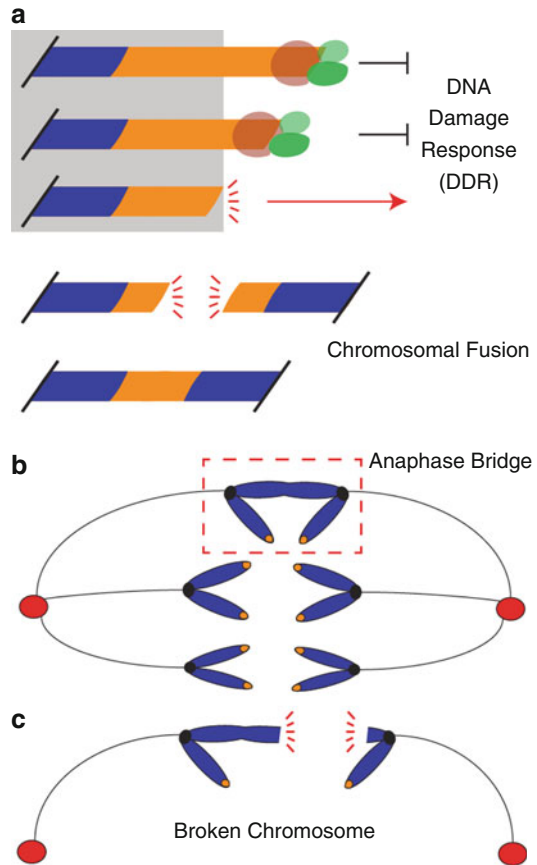 a
DNA
Damage
Response
(DDR)
Chromosomal Fusion
b
Anaphase Bridge
c
Broken Chromosome